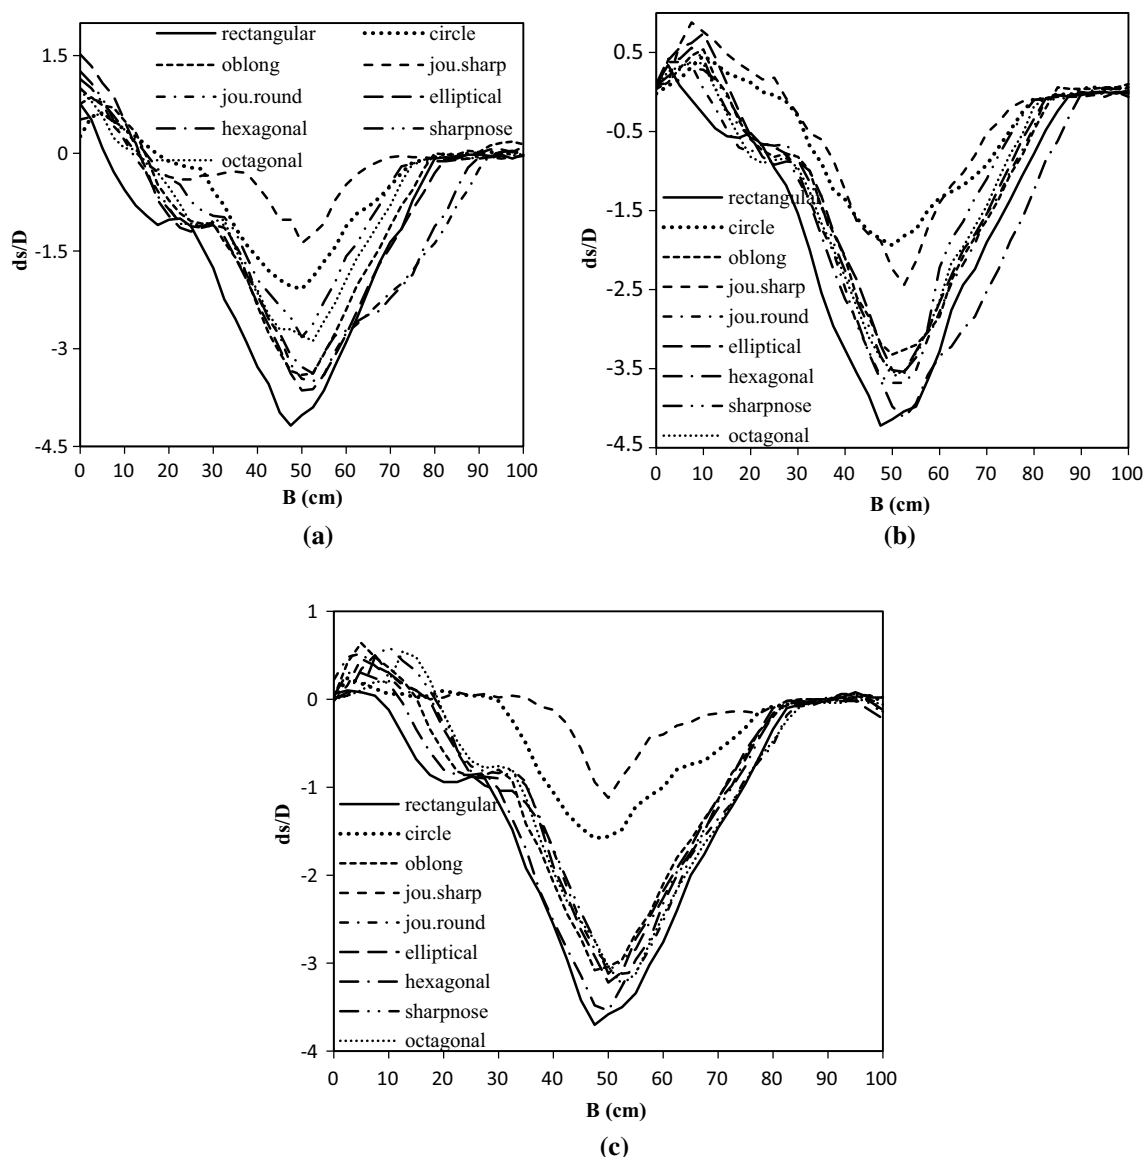 rectangular circle
oblong jou.sharp
jou.round elliptical
hexagonal sharpnose
octagonal
1.5
0
-1.5
-3
-4.5
ds/D
0 10 20 30 40 50 60 70 80 90 100
B (cm)
(a)
0.5
-0.5
-1.5
-2.5
-3.5
-4.5
ds/D
rectangular
circle
oblong
jou.sharp
jou.round
elliptical
hexagonal
sharpnose
octagonal
0 10 20 30 40 50 60 70 80 90 100
B (cm)
(b)
1
0
-1
-2
-3
-4
ds/D
rectangular
circle
oblong
jou.sharp
jou.round
elliptical
hexagonal
sharpnose
octagonal
0 10 20 30 40 50 60 70 80 90 100
B (cm)
(c)